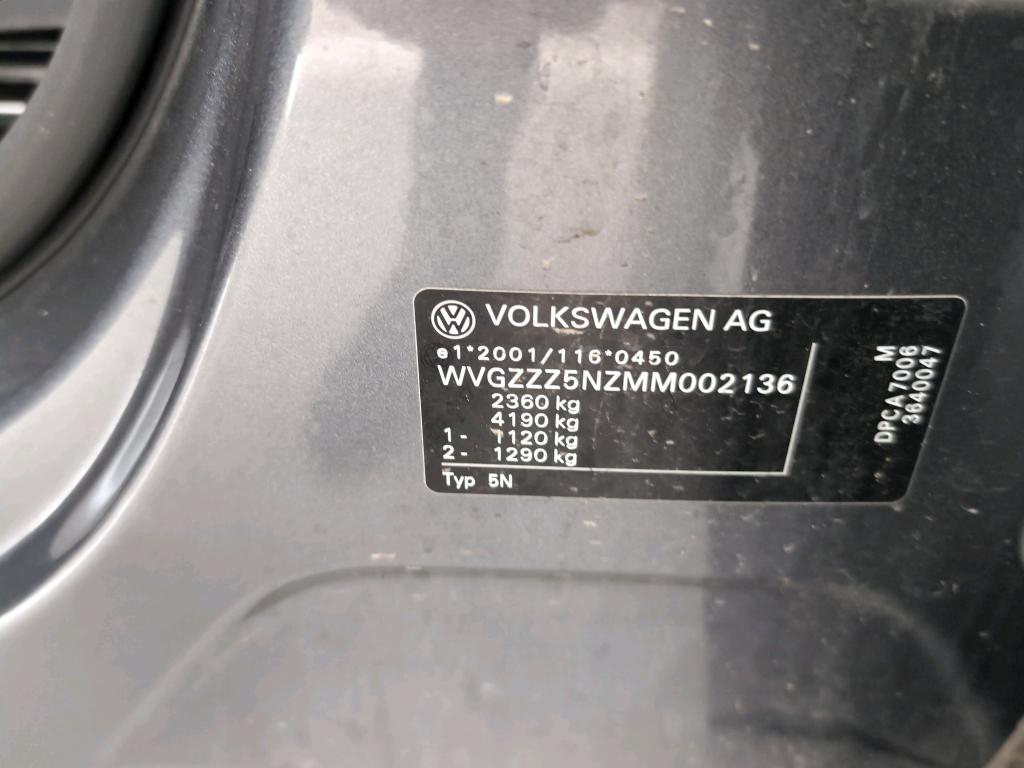 VOLKSWAGEN AG
e1*2001/116*0450
WVGZZZ5NZMM002136
2360 kg
4190 kg
1- 1120 kg
2- 1290 kg
Typ 5N
M
DPCA7006
3640047